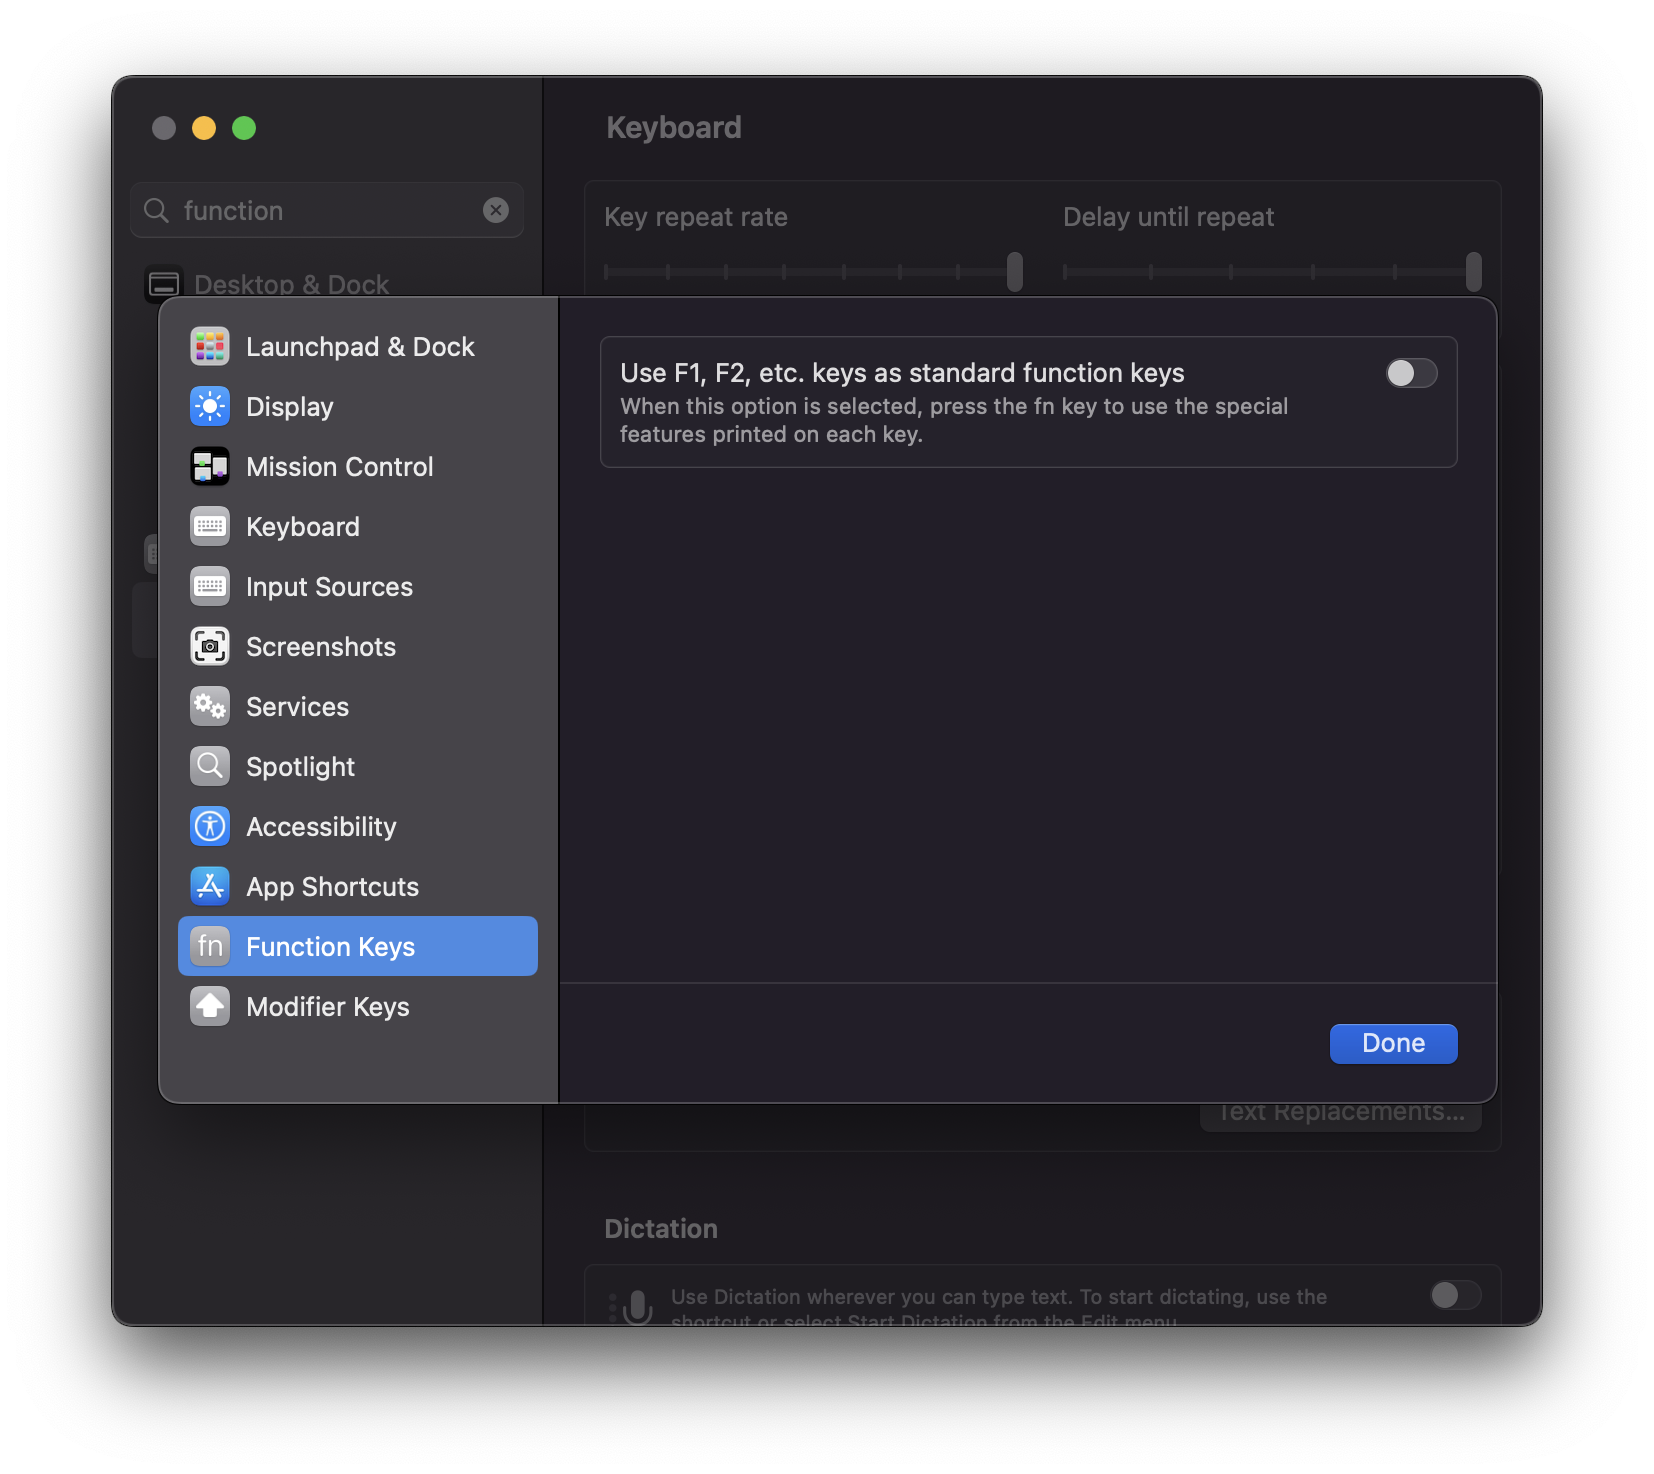 Keyboard
function
Key repeat rate
Delay until repeat
Desktop & Dock
Launchpad & Dock
Display
Mission Control
Keyboard
Input Sources
Screenshots
Services
Spotlight
Accessibility
App Shortcuts
fn
Function Keys
Modifier Keys
Use F1, F2, etc. keys as standard function keys
When this option is selected, press the fn key to use the special
features printed on each key.
Done
Text Replacements...
Dictation
Use Dictation wherever you can type text. To start dictating, use the
shortcut or select Start Dictation from the Edit menu